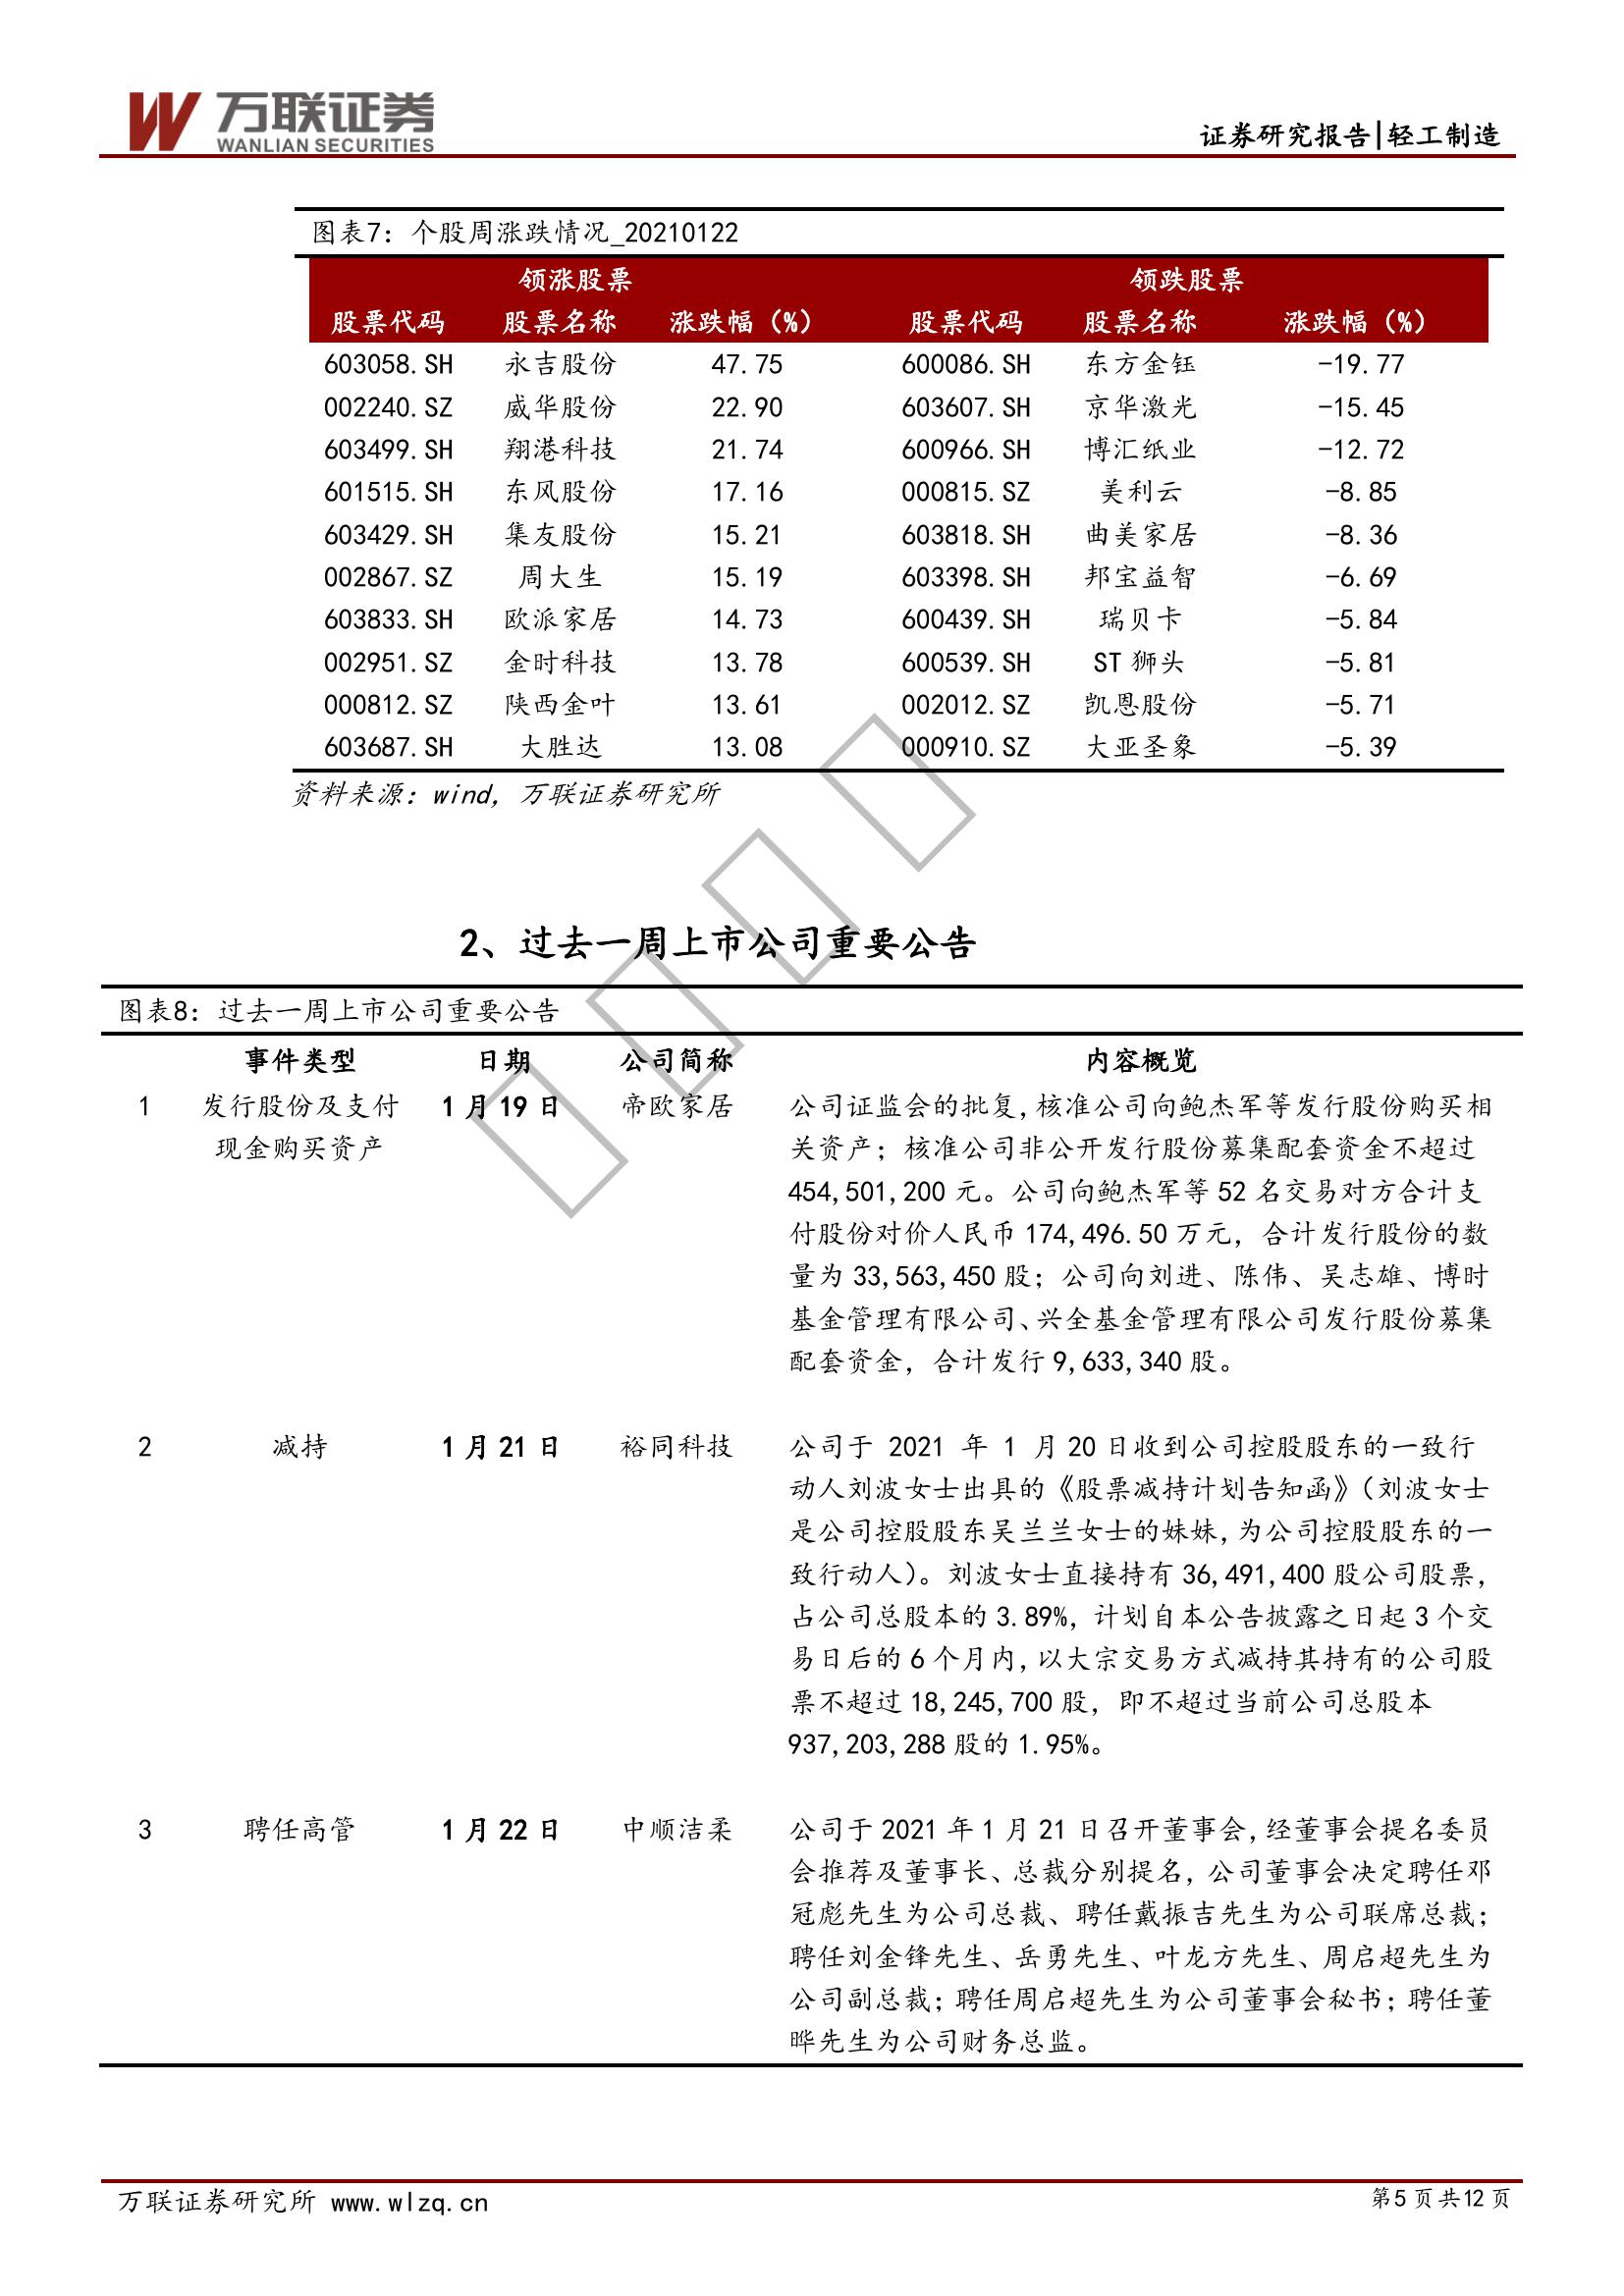 万联证券
WANLIAN SECURITIES
证券研究报告|轻工制造
图表7：个股周涨跌情况_20210122
领涨股票 领跌股票
股票代码 股票名称 涨跌幅（%） 股票代码 股票名称 涨跌幅（%）
603058.SH 永吉股份 47.75 600086.SH 东方金钰 -19.77
002240.SZ 威华股份 22.90 603607.SH 京华激光 -15.45
603499.SH 翔港科技 21.74 600966.SH 博汇纸业 -12.72
601515.SH 东风股份 17.16 000815.SZ 美利云 -8.85
603429.SH 集友股份 15.21 603818.SH 曲美家居 -8.36
002867.SZ 周大生 15.19 603398.SH 邦宝益智 -6.69
603833.SH 欧派家居 14.73 600439.SH 瑞贝卡 -5.84
002951.SZ 金时科技 13.78 600539.SH ST狮头 -5.81
000812.SZ 陕西金叶 13.61 002012.SZ 凯恩股份 -5.71
603687.SH 大胜达 13.08 000910.SZ 大亚圣象 -5.39
资料来源：wind，万联证券研究所
2、过去一周上市公司重要公告
图表8：过去一周上市公司重要公告
事件类型 日期 公司简称 内容概览
1 发行股份及支付 1月19日 帝欧家居 公司证监会的批复，核准公司向鲍杰军等发行股份购买相
现金购买资产 关资产；核准公司非公开发行股份募集配套资金不超过
454,501,200元。公司向鲍杰军等52名交易对方合计支
付股份对价人民币174,496.50万元，合计发行股份的数
量为33,563,450股；公司向刘进、陈伟、吴志雄、博时
基金管理有限公司、兴全基金管理有限公司发行股份募集
配套资金，合计发行9,633,340股。
2 减持 1月21日 裕同科技 公司于 2021 年 1 月20日收到公司控股股东的一致行
动人刘波女士出具的《股票减持计划告知函》（刘波女士
是公司控股股东吴兰兰女士的妹妹，为公司控股股东的一
致行动人）。刘波女士直接持有36,491,400股公司股票，
占公司总股本的3.89%，计划自本公告披露之日起3个交
易日后的6个月内，以大宗交易方式减持其持有的公司股
票不超过18,245,700股，即不超过当前公司总股本
937,203,288股的1.95%。
3 聘任高管 1月22日 中顺洁柔 公司于2021年1月21日召开董事会，经董事会提名委员
会推荐及董事长、总裁分别提名，公司董事会决定聘任邓
冠彪先生为公司总裁、聘任戴振吉先生为公司联席总裁；
聘任刘金锋先生、岳勇先生、叶龙方先生、周启超先生为
公司副总裁；聘任周启超先生为公司董事会秘书；聘任董
晔先生为公司财务总监。
万联证券研究所 www.wlzq.cn 第5页共12页